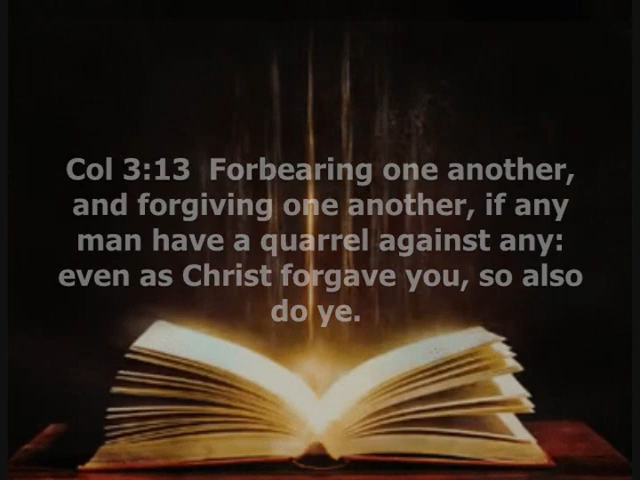 Col 3:13  Forbearing one another,
and forgiving one another, if any
man have a quarrel against any:
even as Christ forgave you, so also
do ye.